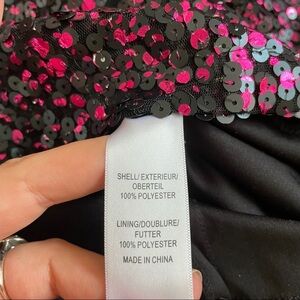 SHELL/ EXTERIEUR/
OBERTEIL
100% POLYESTER
LINING/DOUBLURE/
FUTTER
100% POLYESTER
MADE IN CHINA